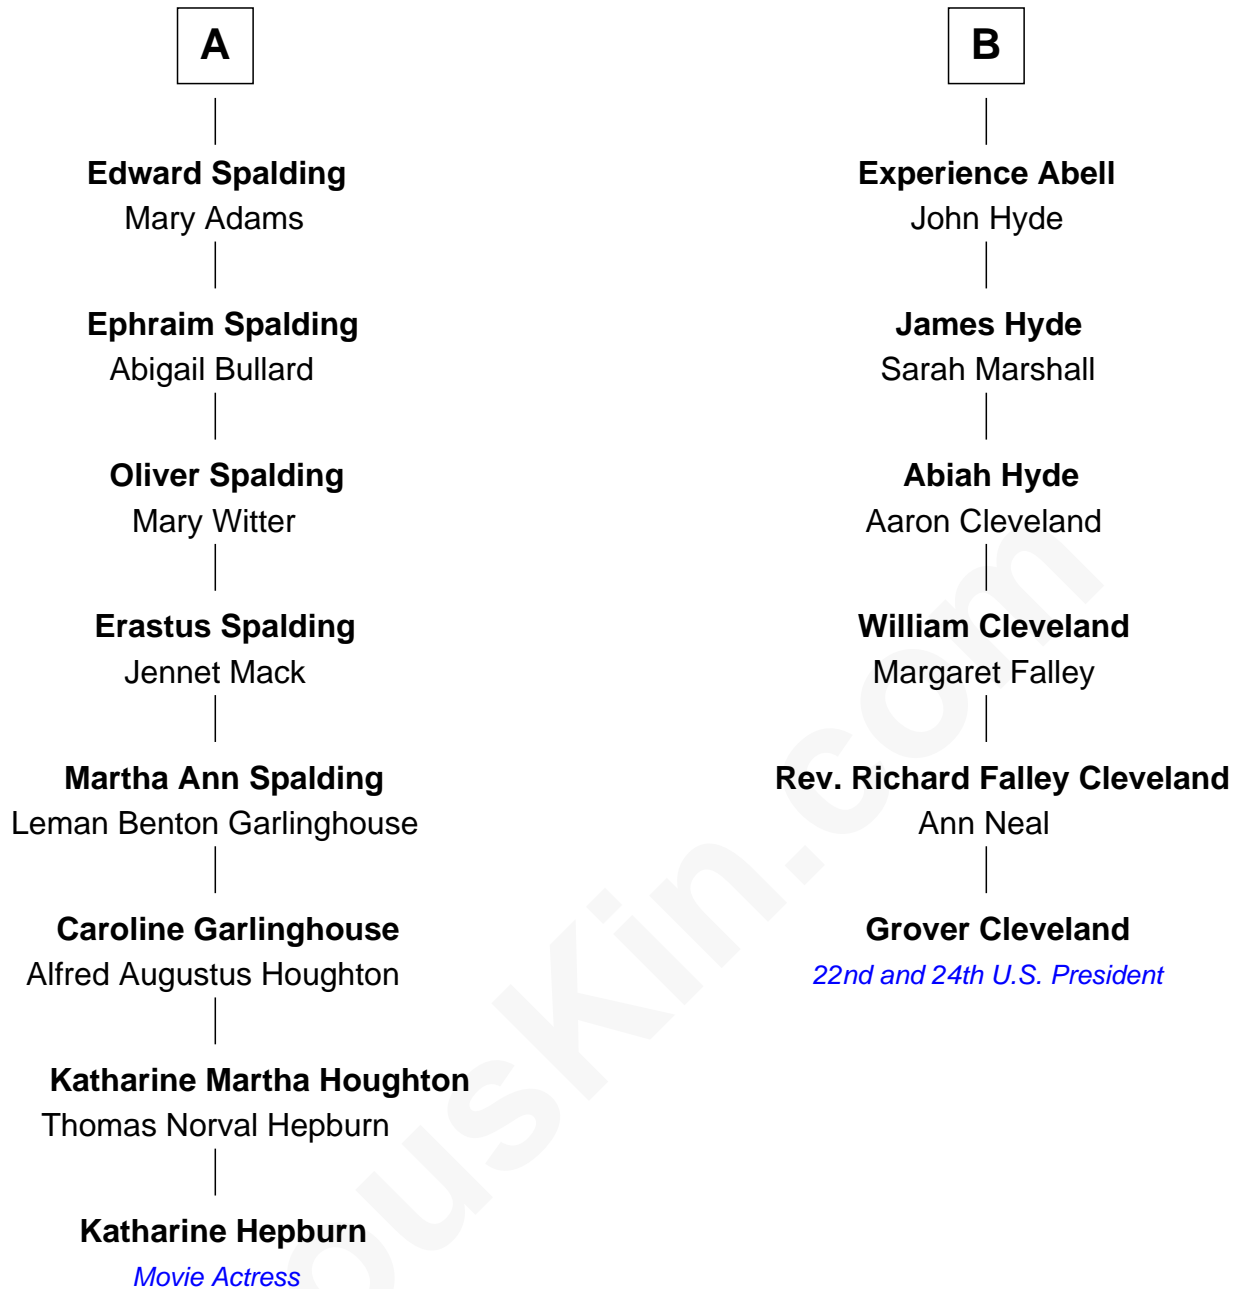 A
Edward Spalding
Mary Adams
Ephraim Spalding
Abigail Bullard
Oliver Spalding
Mary Witter
Erastus Spalding
Jennet Mack
Martha Ann Spalding
Leman Benton Garlinghouse
Caroline Garlinghouse
Alfred Augustus Houghton
Katharine Martha Houghton
Thomas Norval Hepburn
Katharine Hepburn
Movie Actress
B
Experience Abell
John Hyde
James Hyde
Sarah Marshall
Abiah Hyde
Aaron Cleveland
William Cleveland
Margaret Falley
Rev. Richard Falley Cleveland
Ann Neal
Grover Cleveland
22nd and 24th U.S. President